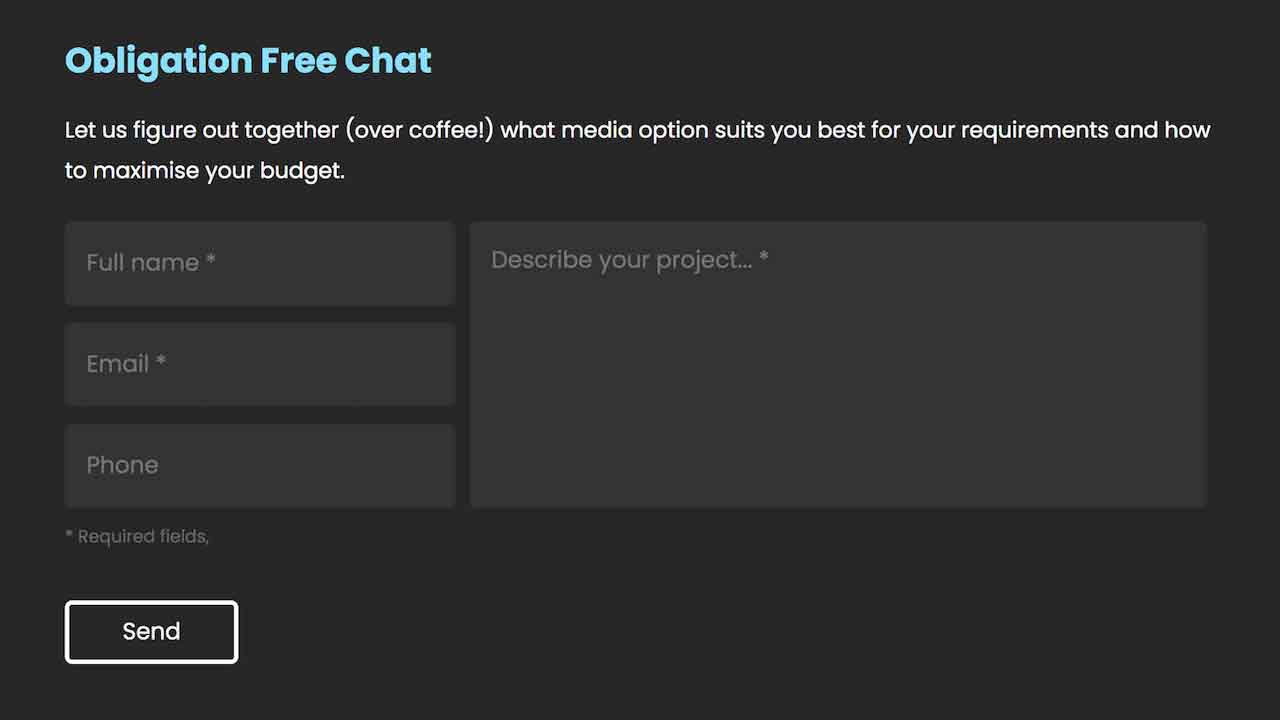 Obligation Free Chat
Let us figure out together (over coffee!) what media option suits you best for your requirements and how
to maximise your budget.
Full name *
Describe your project... *
Email *
Phone
* Required fields,
Send